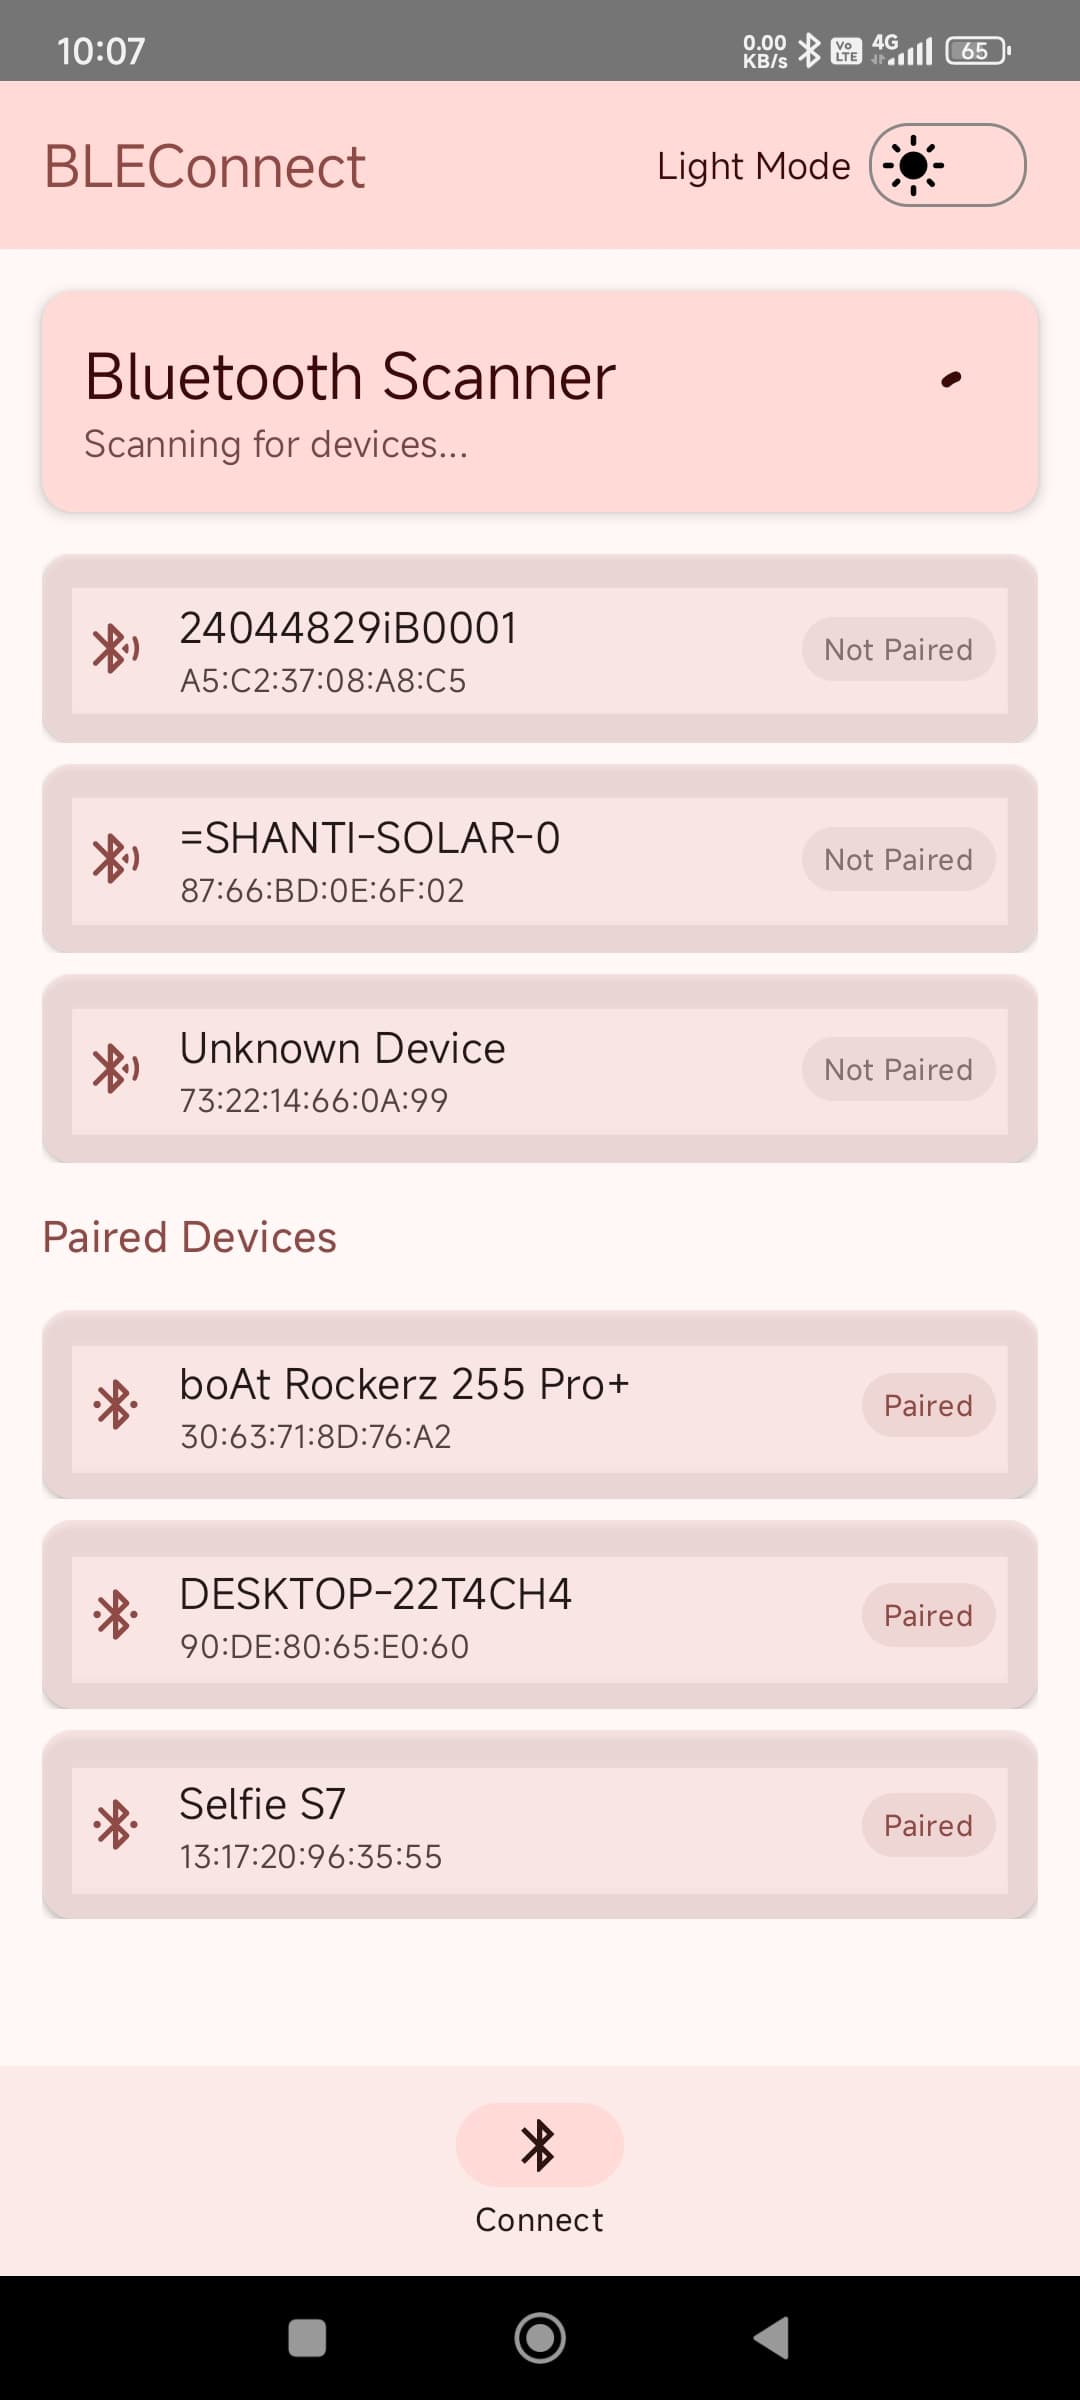 10:07
0.00 KB/s
Vo LTE
4G
65
BLEConnect
Light Mode
Bluetooth Scanner
Scanning for devices...
24044829iB0001
A5:C2:37:08:A8:C5
Not Paired
=SHANTI-SOLAR-0
87:66:BD:0E:6F:02
Not Paired
Unknown Device
73:22:14:66:0A:99
Not Paired
Paired Devices
boAt Rockerz 255 Pro+
30:63:71:8D:76:A2
Paired
DESKTOP-22T4CH4
90:DE:80:65:E0:60
Paired
Selfie S7
13:17:20:96:35:55
Paired
Connect